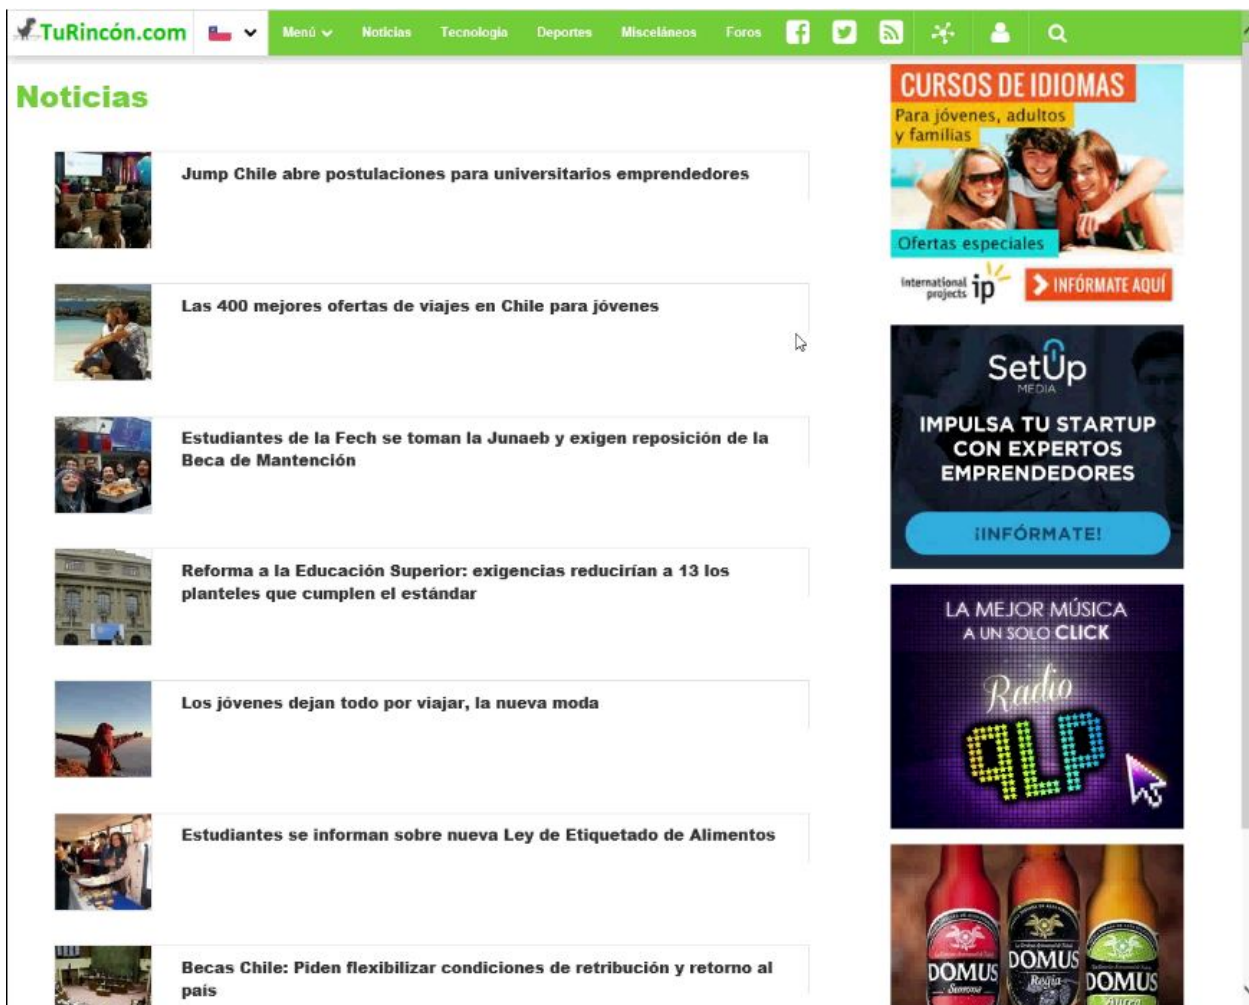 TuRincón.com
Menú
Noticias
Tecnología
Deportes
Misceláneos
Foros
Noticias
Jump Chile abre postulaciones para universitarios emprendedores
Las 400 mejores ofertas de viajes en Chile para jóvenes
Estudiantes de la Fech se toman la Junaeb y exigen reposición de la
Beca de Mantención
Reforma a la Educación Superior: exigencias reducirían a 13 los
planteles que cumplen el estándar
Los jóvenes dejan todo por viajar, la nueva moda
Estudiantes se informan sobre nueva Ley de Etiquetado de Alimentos
Becas Chile: Piden flexibilizar condiciones de retribución y retorno al
país
CURSOS DE IDIOMAS
Para jóvenes, adultos
y familias
Ofertas especiales
international
projects
ip
INFÓRMATE AQUÍ
SetUp
MEDIA
IMPULSA TU STARTUP
CON EXPERTOS
EMPRENDEDORES
¡INFÓRMATE!
LA MEJOR MÚSICA
A UN SOLO CLICK
Radio
qLP
DOMUS
DOMUS
Regia
DOMUS